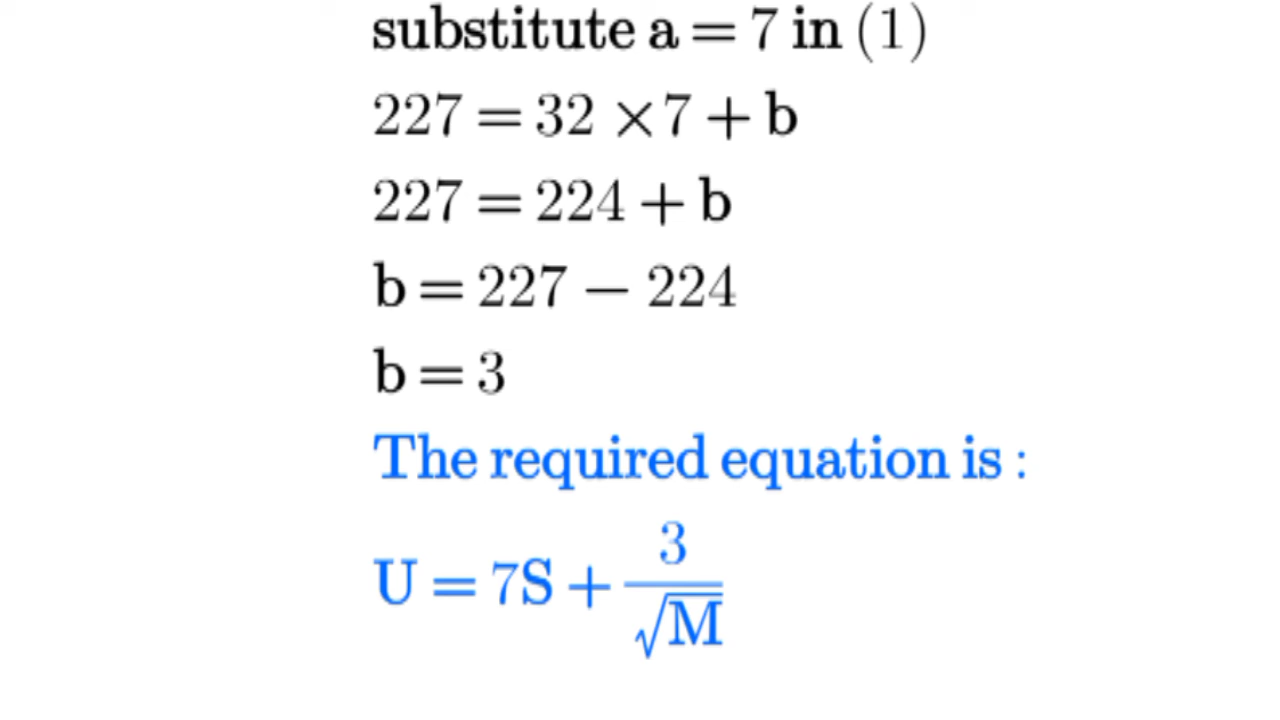 substitute a = 7 in (1)
227 = 32 × 7 + b
227 = 224 + b
b = 227 − 224
b = 3
The required equation is :
U = 7S + 3/√M